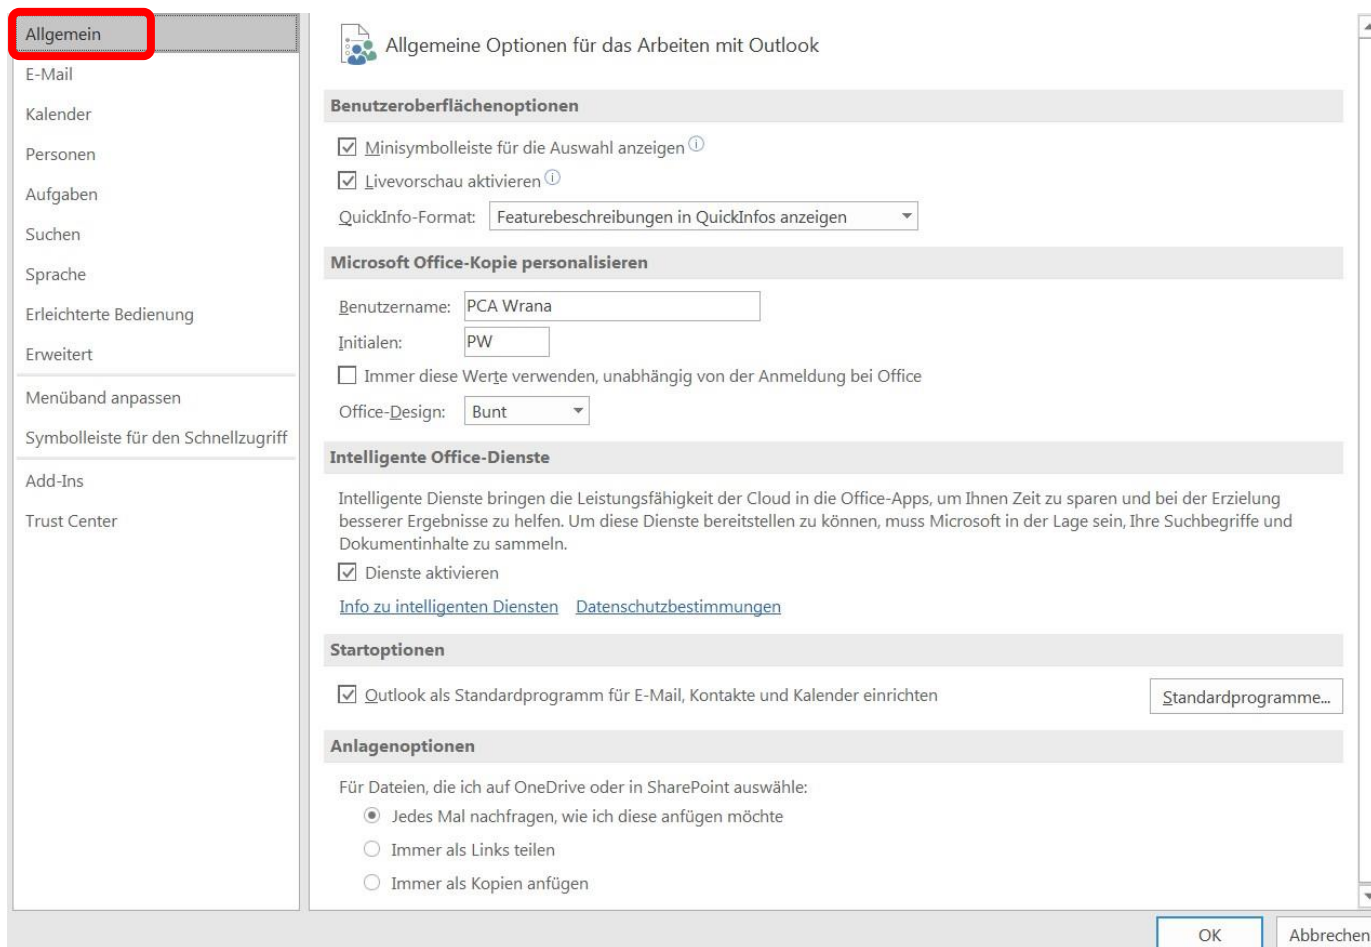 Allgemein
E-Mail
Kalender
Personen
Aufgaben
Suchen
Sprache
Erleichterte Bedienung
Erweitert
Menüband anpassen
Symbolleiste für den Schnellzugriff
Add-Ins
Trust Center
Allgemeine Optionen für das Arbeiten mit Outlook
Benutzeroberflächenoptionen
Minisymbolleiste für die Auswahl anzeigen
Livevorschau aktivieren
QuickInfo-Format: Featurebeschreibungen in QuickInfos anzeigen
Microsoft Office-Kopie personalisieren
Benutzername: PCA Wrana
Initialen: PW
Immer diese Werte verwenden, unabhängig von der Anmeldung bei Office
Office-Design: Bunt
Intelligente Office-Dienste
Intelligente Dienste bringen die Leistungsfähigkeit der Cloud in die Office-Apps, um Ihnen Zeit zu sparen und bei der Erzielung
besserer Ergebnisse zu helfen. Um diese Dienste bereitstellen zu können, muss Microsoft in der Lage sein, Ihre Suchbegriffe und
Dokumentinhalte zu sammeln.
Dienste aktivieren
Info zu intelligenten Diensten Datenschutzbestimmungen
Startoptionen
Outlook als Standardprogramm für E-Mail, Kontakte und Kalender einrichten Standardprogramme...
Anlagenoptionen
Für Dateien, die ich auf OneDrive oder in SharePoint auswähle:
Jedes Mal nachfragen, wie ich diese anfügen möchte
Immer als Links teilen
Immer als Kopien anfügen
OK Abbrechen